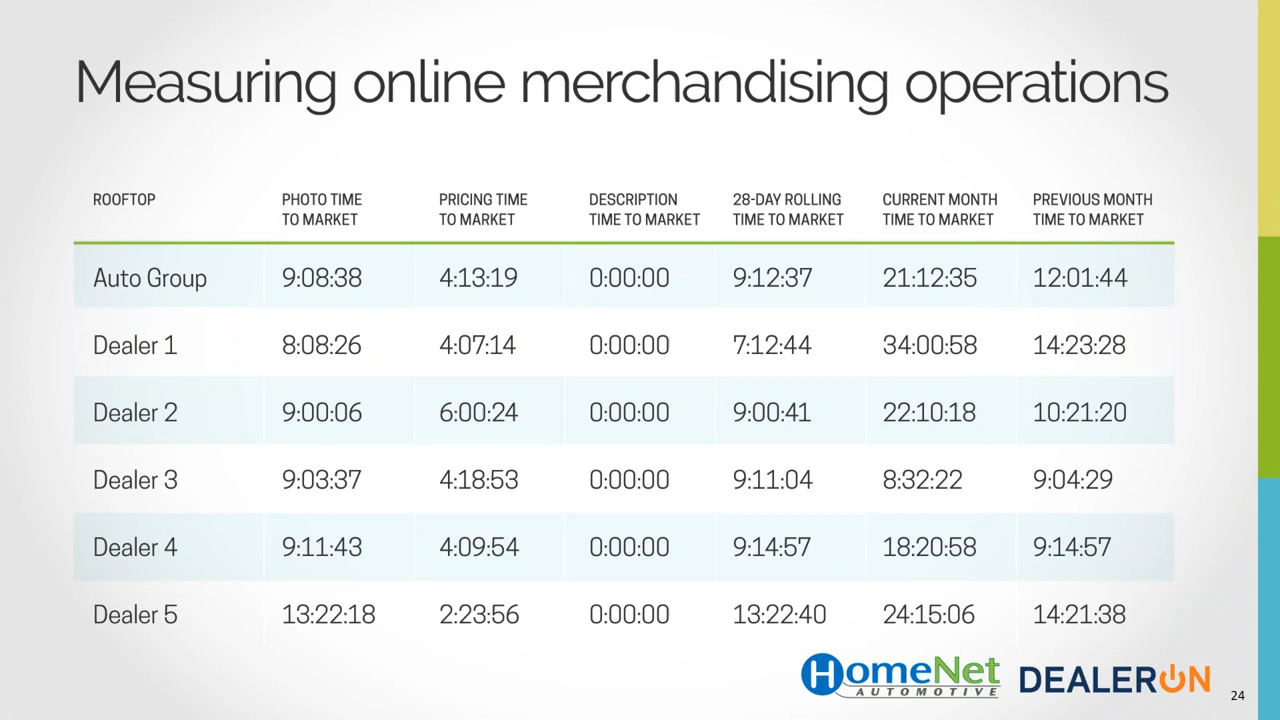 Measuring online merchandising operations
ROOFTOP
PHOTO TIME TO MARKET
PRICING TIME TO MARKET
DESCRIPTION TIME TO MARKET
28-DAY ROLLING TIME TO MARKET
CURRENT MONTH TIME TO MARKET
PREVIOUS MONTH TIME TO MARKET
Auto Group 9:08:38 4:13:19 0:00:00 9:12:37 21:12:35 12:01:44
Dealer 1 8:08:26 4:07:14 0:00:00 7:12:44 34:00:58 14:23:28
Dealer 2 9:00:06 6:00:24 0:00:00 9:00:41 22:10:18 10:21:20
Dealer 3 9:03:37 4:18:53 0:00:00 9:11:04 8:32:22 9:04:29
Dealer 4 9:11:43 4:09:54 0:00:00 9:14:57 18:20:58 9:14:57
Dealer 5 13:22:18 2:23:56 0:00:00 13:22:40 24:15:06 14:21:38
HomeNet
AUTOMOTIVE
DEALERON
24